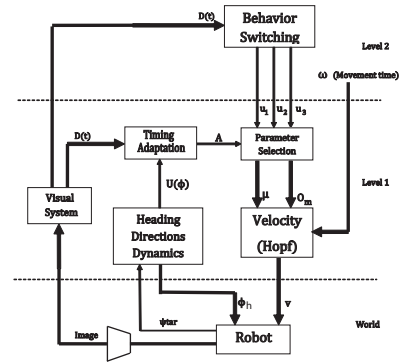 D(t)
Behavior
Switching
Level 2
ω (Movement time)
u1 u2 u3
D(t)
Timing
Adaptation
A
Parameter
Selection
Level 1
U(ϕ)
Visual
System
μ
Om
Heading
Directions
Dynamics
Velocity
(Hopf)
ϕh
v
ψtar
World
Image
Robot